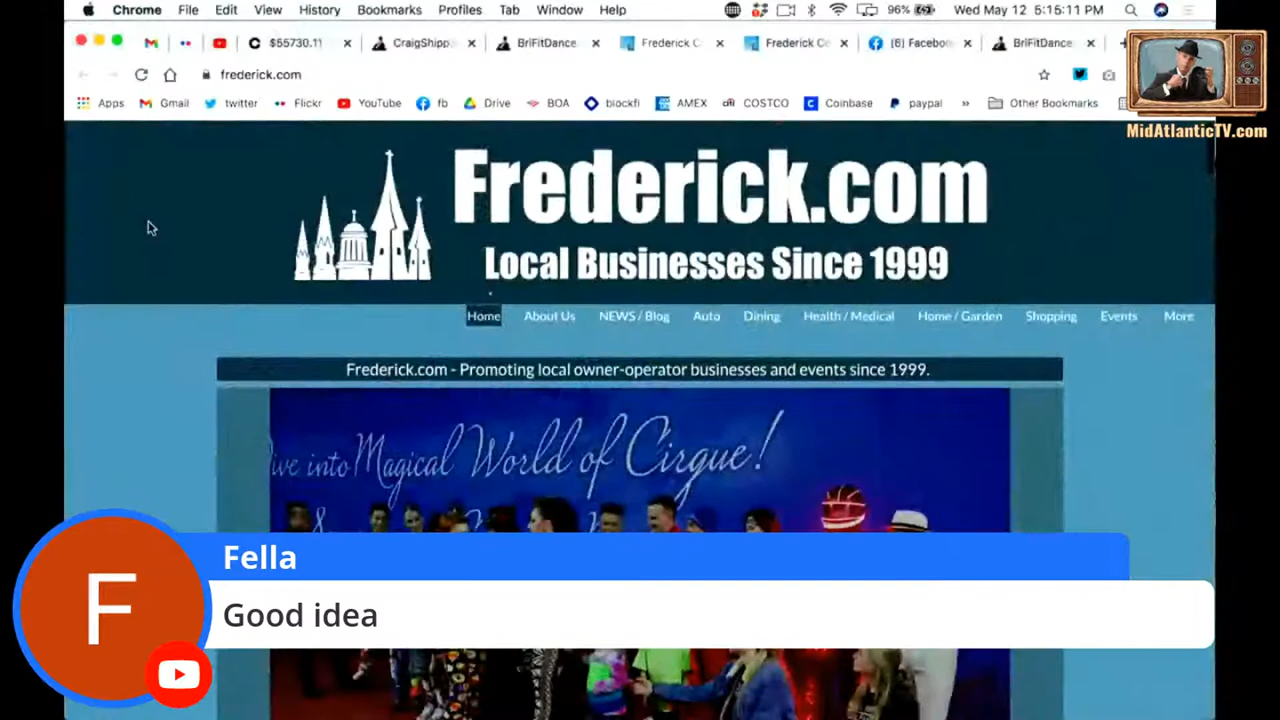 Chrome File Edit View History Bookmarks Profiles Tab Window Help 96% Wed May 12 5:15:11 PM
$55730.11 CraigShipp BriFitDance Frederick C Frederick Co (6) Faceboo BriFitDance
frederick.com
Apps Gmail twitter Flickr YouTube fb Drive BOA blockfi AMEX COSTCO Coinbase paypal » Other Bookmarks
MidAtlanticTV.com
Frederick.com
Local Businesses Since 1999
Home About Us NEWS / Blog Auto Dining Health / Medical Home / Garden Shopping Events More
Frederick.com - Promoting local owner-operator businesses and events since 1999.
ive into Magical World of Cirque!
&
F
Fella
Good idea